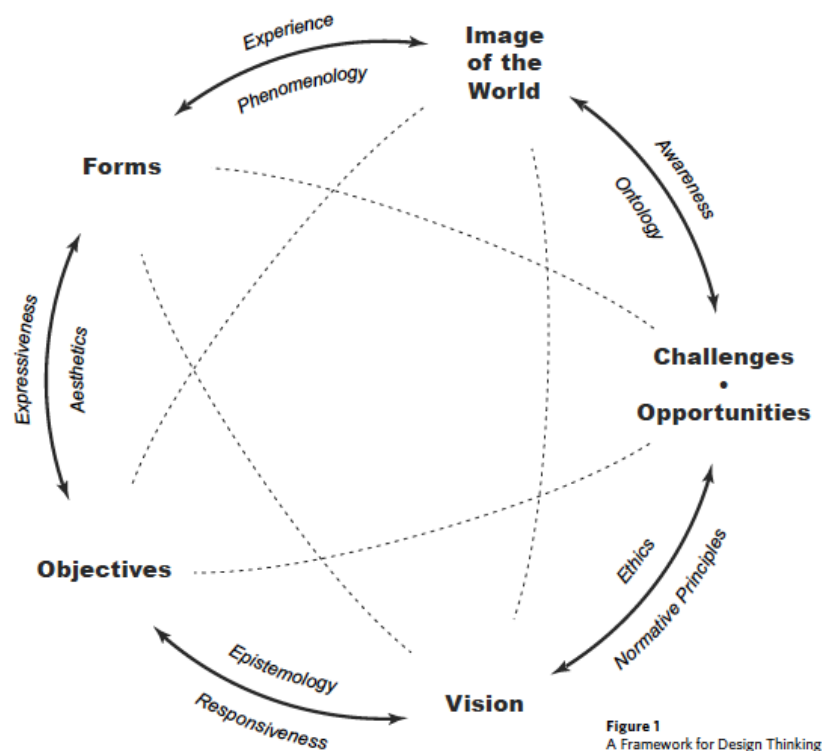 Experience
Phenomenology
Image
of the
World
Forms
Awareness
Ontology
Expressiveness
Aesthetics
Challenges
•
Opportunities
Objectives
Ethics
Normative Principles
Epistemology
Responsiveness
Vision
Figure 1
A Framework for Design Thinking